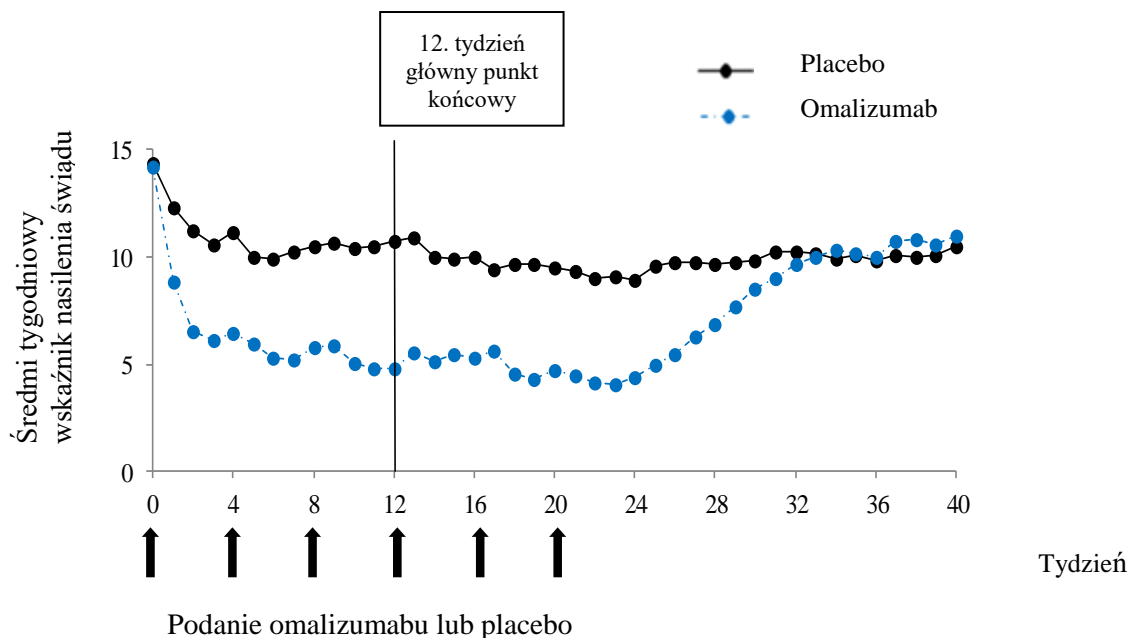 12. tydzień
główny punkt
końcowy
Placebo
Omalizumab
Średmi tygodniowy
wskaźnik nasilenia świądu
15
10
5
0
0 4 8 12 16 20 24 28 32 36 40
Tydzień
Podanie omalizumabu lub placebo